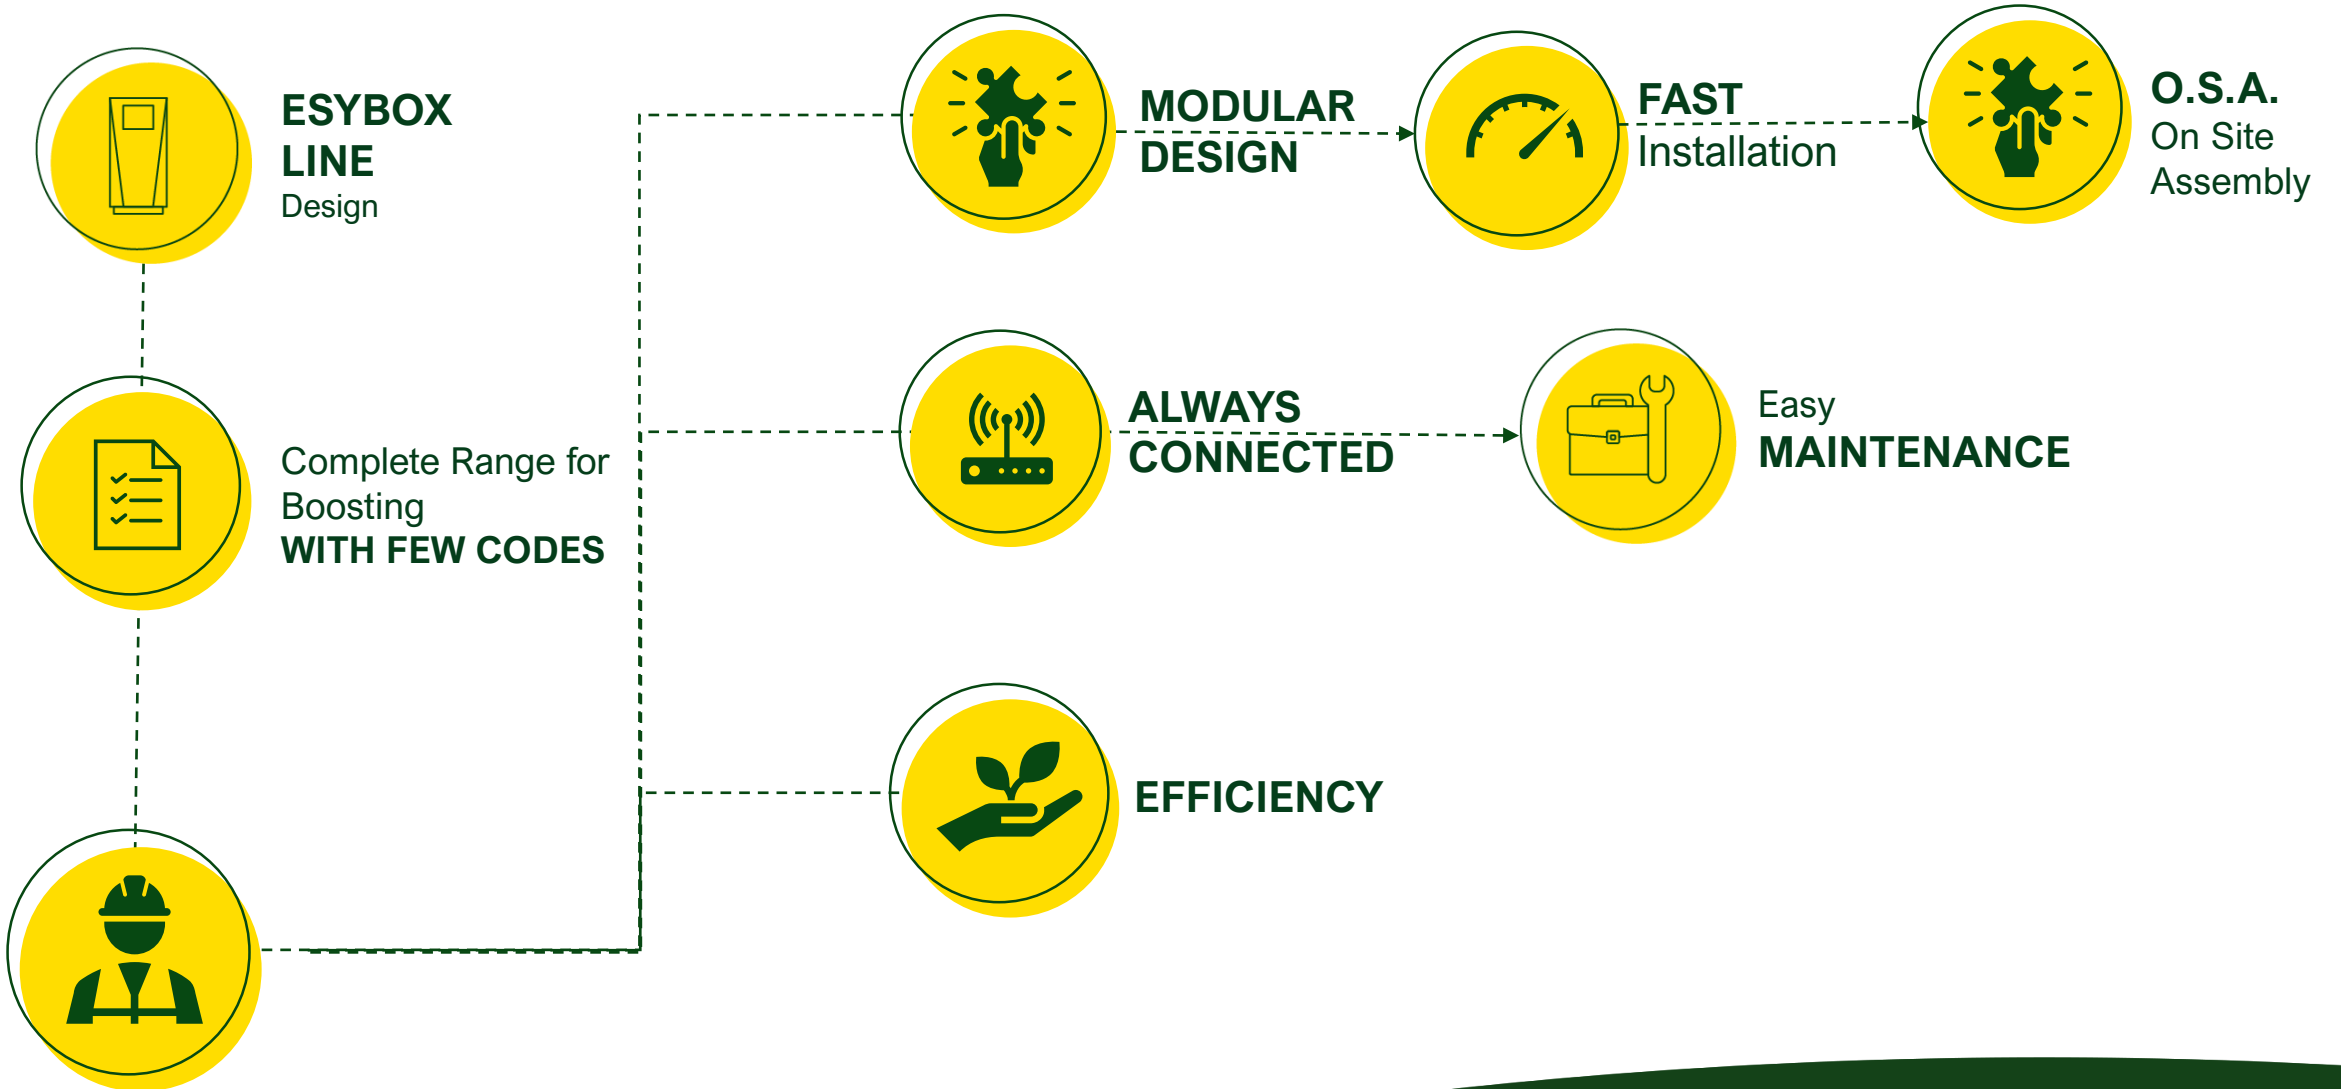 ESYBOX
LINE
Design
Complete Range for
Boosting
WITH FEW CODES
MODULAR
DESIGN
FAST
Installation
O.S.A.
On Site
Assembly
ALWAYS
CONNECTED
Easy
MAINTENANCE
EFFICIENCY